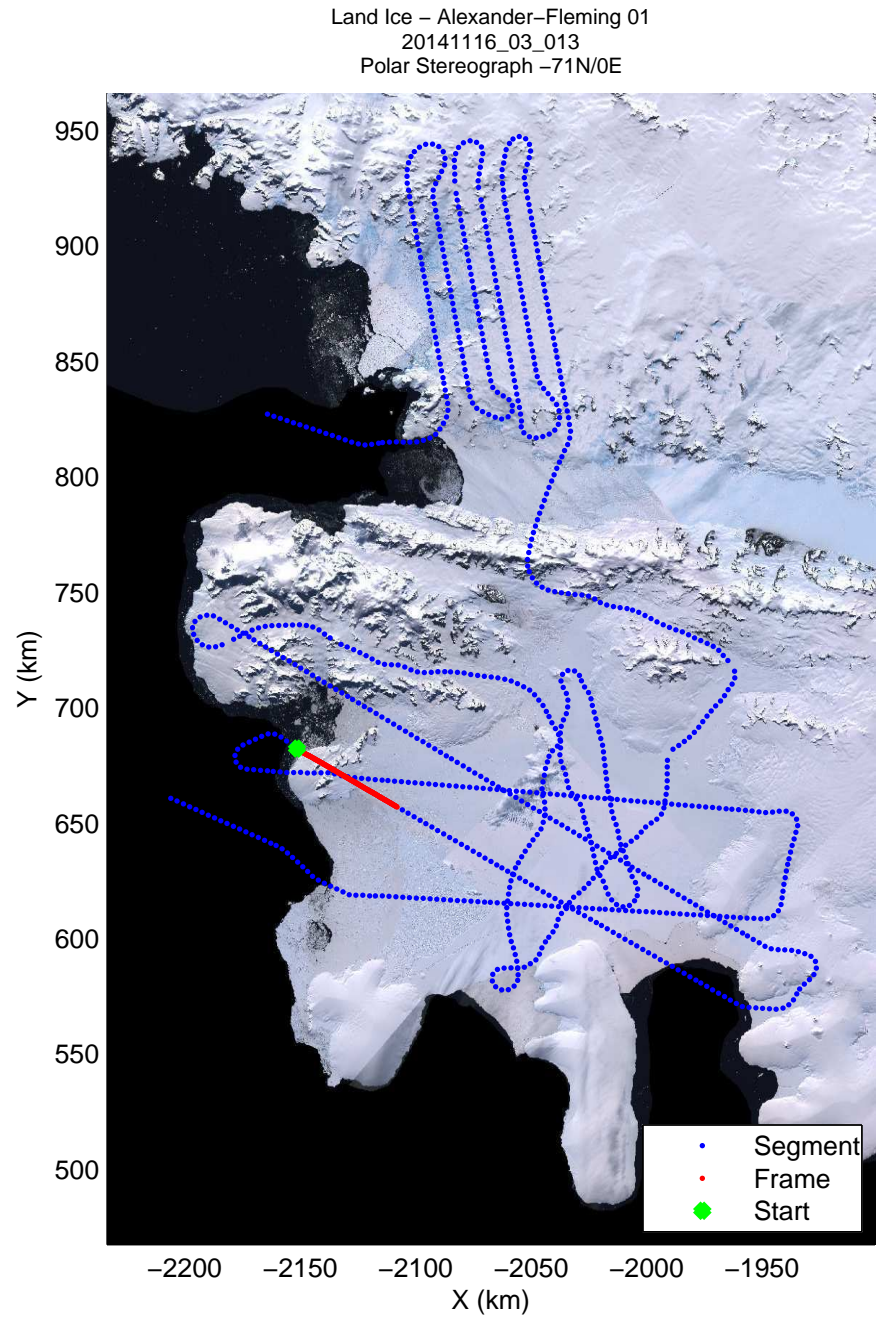 Land Ice − Alexander−Fleming 01
20141116_03_013
Polar Stereograph −71N/0E
950
900
850
800
750
700
650
600
550
500
Y (km)
−2200 −2150 −2100 −2050 −2000 −1950
X (km)
Segment
Frame
Start